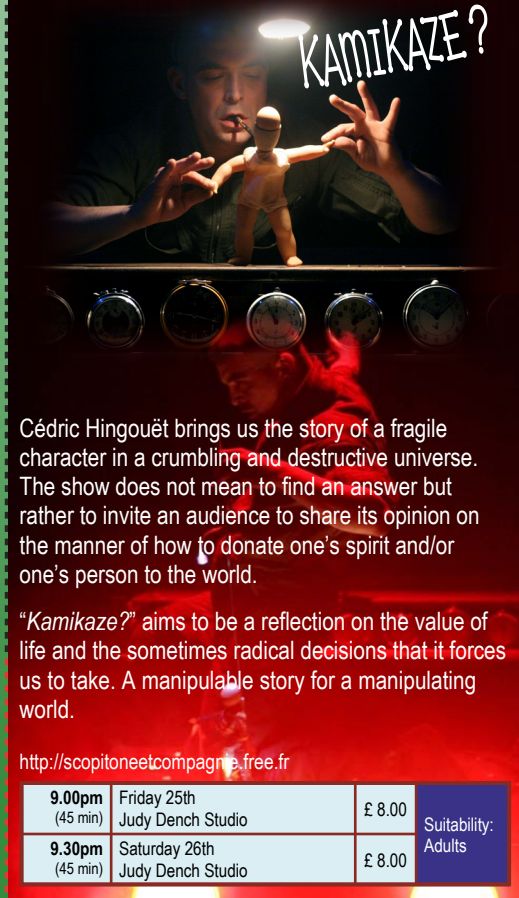 KAMIKAZE?
Cédric Hingouët brings us the story of a fragile
character in a crumbling and destructive universe.
The show does not mean to find an answer but
rather to invite an audience to share its opinion on
the manner of how to donate one’s spirit and/or
one’s person to the world.
“Kamikaze?” aims to be a reflection on the value of
life and the sometimes radical decisions that it forces
us to take. A manipulable story for a manipulating
world.
http://scopitoneetcompagnie.free.fr
9.00pm
(45 min)
Friday 25th
Judy Dench Studio
£ 8.00
9.30pm
(45 min)
Saturday 26th
Judy Dench Studio
£ 8.00
Suitability:
Adults